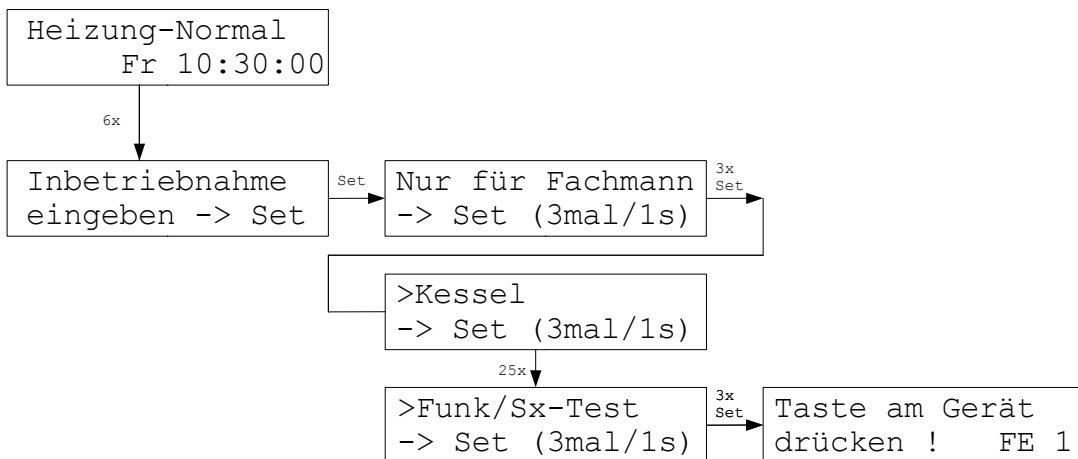 Heizung-Normal
Fr 10:30:00
6x
Inbetriebnahme
eingeben -> Set
Set
Nur für Fachmann
-> Set (3mal/1s)
3x
Set
>Kessel
-> Set (3mal/1s)
25x
>Funk/Sx-Test
-> Set (3mal/1s)
3x
Set
Taste am Gerät
drücken ! FE 1